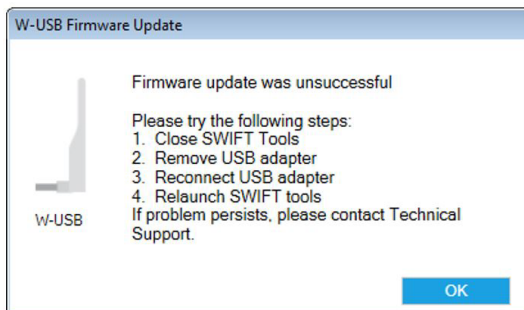 W-USB Firmware Update
Firmware update was unsuccessful
Please try the following steps:
1. Close SWIFT Tools
2. Remove USB adapter
3. Reconnect USB adapter
4. Relaunch SWIFT tools
If problem persists, please contact Technical
Support.
W-USB
OK